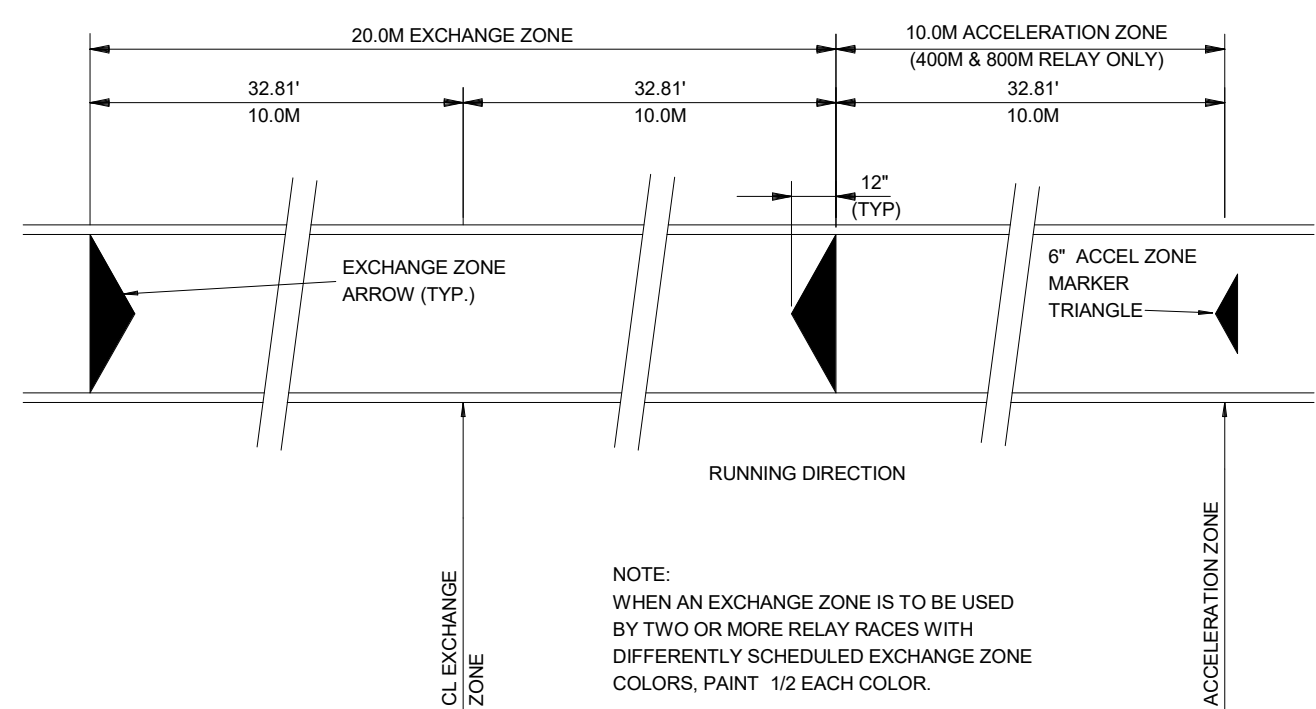 20.0M EXCHANGE ZONE
10.0M ACCELERATION ZONE
(400M & 800M RELAY ONLY)
32.81'
10.0M
32.81'
10.0M
32.81'
10.0M
12"
(TYP)
EXCHANGE ZONE
ARROW (TYP.)
6" ACCEL ZONE
MARKER
TRIANGLE
RUNNING DIRECTION
CL EXCHANGE
ZONE
NOTE:
WHEN AN EXCHANGE ZONE IS TO BE USED
BY TWO OR MORE RELAY RACES WITH
DIFFERENTLY SCHEDULED EXCHANGE ZONE
COLORS, PAINT 1/2 EACH COLOR.
ACCELERATION ZONE